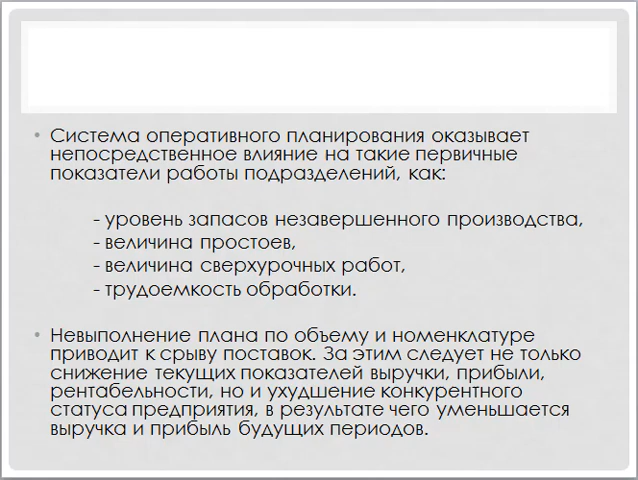 • Система оперативного планирования оказывает
непосредственное влияние на такие первичные
показатели работы подразделений, как:
- уровень запасов незавершенного производства,
- величина простоев,
- величина сверхурочных работ,
- трудоемкость обработки.
• Невыполнение плана по объему и номенклатуре
приводит к срыву поставок. За этим следует не только
снижение текущих показателей выручки, прибыли,
рентабельности, но и ухудшение конкурентного
статуса предприятия, в результате чего уменьшается
выручка и прибыль будущих периодов.